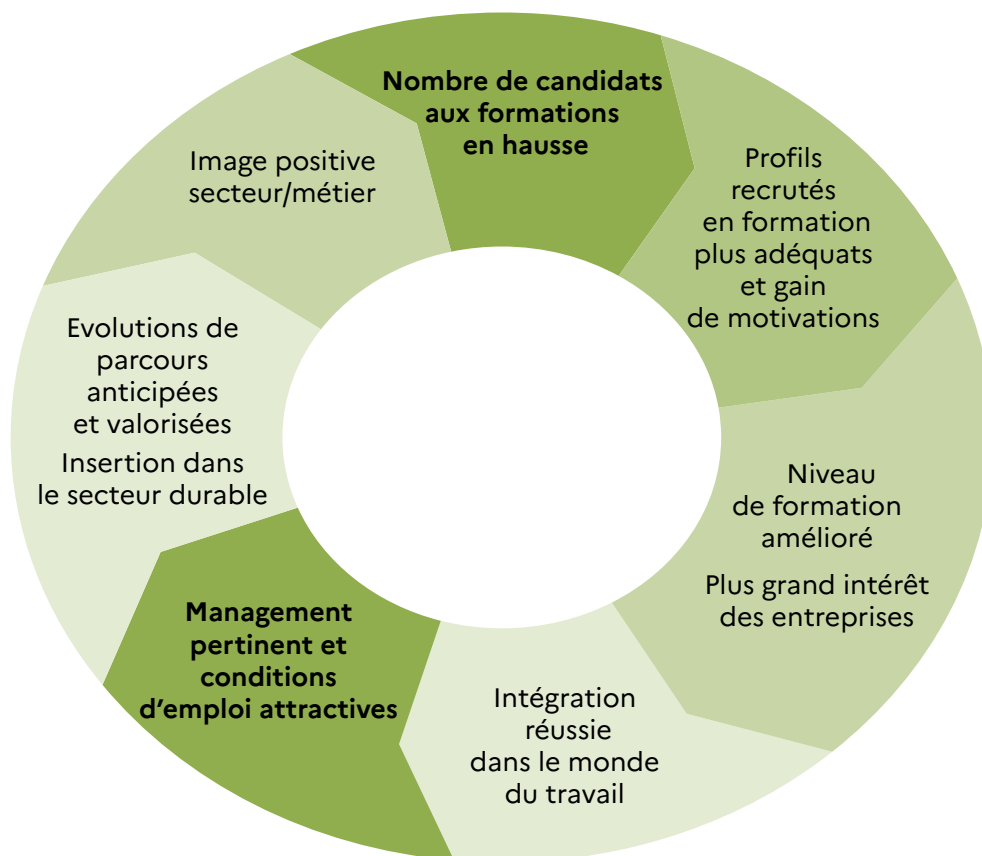 Nombre de candidats
aux formations
en hausse
Profils
recrutés
en formation
plus adéquats
et gain
de motivations
Niveau
de formation
amélioré
Plus grand intérêt
des entreprises
Intégration
réussie
dans le monde
du travail
Management
pertinent et
conditions
d’emploi attractives
Evolutions de
parcours
anticipées
et valorisées
Insertion dans
le secteur durable
Image positive
secteur/métier